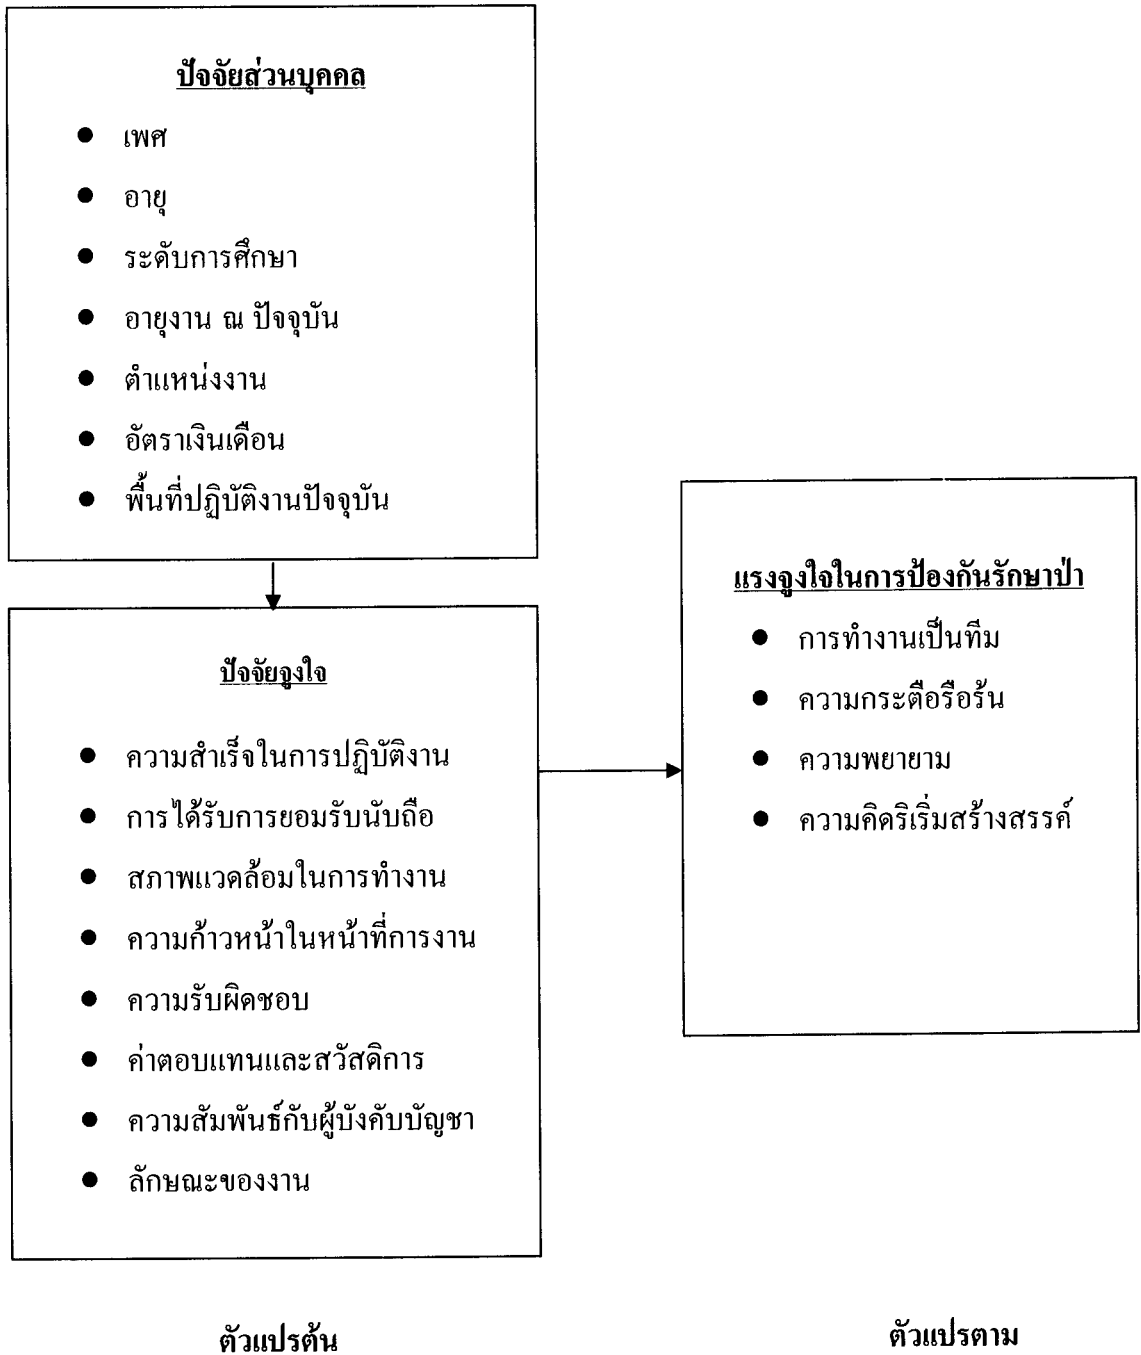 ปัจจัยส่วนบุคคล
● เพศ
● อายุ
● ระดับการศึกษา
● อายุงาน ณ ปัจจุบัน
● ตำแหน่งงาน
● อัตราเงินเดือน
● พื้นที่ปฏิบัติงานปัจจุบัน
ปัจจัยจูงใจ
● ความสำเร็จในการปฏิบัติงาน
● การได้รับการยอมรับนับถือ
● สภาพแวดล้อมในการทำงาน
● ความก้าวหน้าในหน้าที่การงาน
● ความรับผิดชอบ
● ค่าตอบแทนและสวัสดิการ
● ความสัมพันธ์กับผู้บังคับบัญชา
● ลักษณะของงาน
ตัวแปรต้น
แรงจูงใจในการป้องกันรักษาป่า
● การทำงานเป็นทีม
● ความกระตือรือร้น
● ความพยายาม
● ความคิดริเริ่มสร้างสรรค์
ตัวแปรตาม